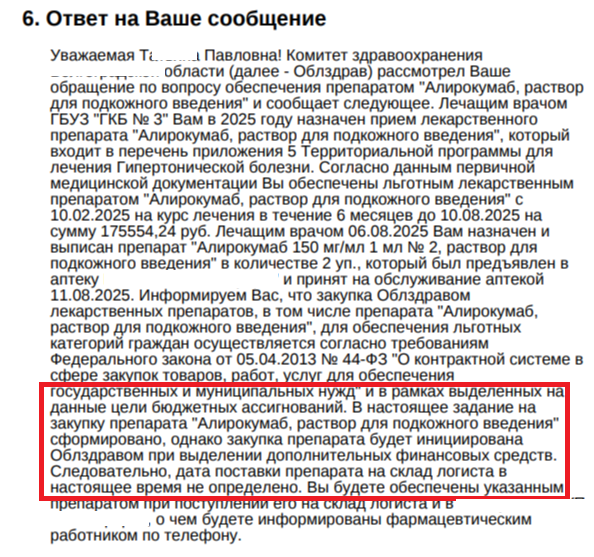 6. Ответ на Ваше сообщение
Уважаемая Павловна! Комитет здравоохранения
области (далее - Облздрав) рассмотрел Ваше
обращение по вопросу обеспечения препаратом "Алирокумаб, раствор
для подкожного введения" и сообщает следующее. Лечащим врачом
ГБУЗ "ГКБ № 3" Вам в 2025 году назначен прием лекарственного
препарата "Алирокумаб, раствор для подкожного введения", который
входит в перечень приложения 5 Территориальной программы для
лечения Гипертонической болезни. Согласно данным первичной
медицинской документации Вы обеспечены льготным лекарственным
препаратом "Алирокумаб, раствор для подкожного введения" с
10.02.2025 на курс лечения в течение 6 месяцев до 10.08.2025 на
сумму 175554,24 руб. Лечащим врачом 06.08.2025 Вам назначен и
выписан препарат "Алирокумаб 150 мг/мл 1 мл № 2, раствор для
подкожного введения" в количестве 2 уп., который был предъявлен в
аптеку " и принят на обслуживание аптекой
11.08.2025. Информируем Вас, что закупка Облздравом
лекарственных препаратов, в том числе препарата "Алирокумаб,
раствор для подкожного введения", для обеспечения льготных
категорий граждан осуществляется согласно требованиям
Федерального закона от 05.04.2013 № 44-ФЗ "О контрактной системе в
сфере закупок товаров, работ, услуг для обеспечения
государственных и муниципальных нужд" и в рамках выделенных на
данные цели бюджетных ассигнований. В настоящее задание на
закупку препарата "Алирокумаб, раствор для подкожного введения"
сформировано, однако закупка препарата будет инициирована
Облздравом при выделении дополнительных финансовых средств.
Следовательно, дата поставки препарата на склад логиста в
настоящее время не определено. Вы будете обеспечены указанным
препаратом при поступлении его на склад логиста и в
, о чем будете информированы фармацевтическим
работником по телефону.